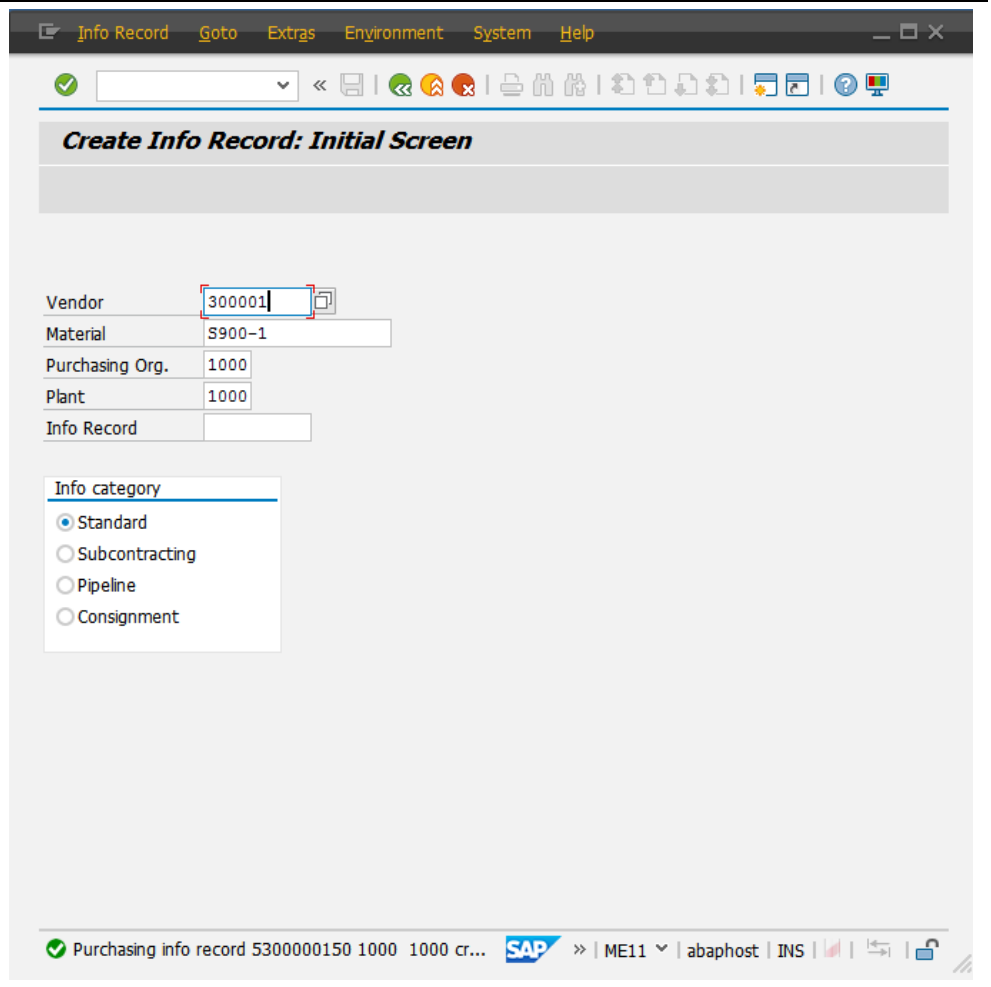 Info Record Goto Extras Environment System Help
Create Info Record: Initial Screen
Vendor 300001
Material S900-1
Purchasing Org. 1000
Plant 1000
Info Record
Info category
Standard
Subcontracting
Pipeline
Consignment
Purchasing info record 5300000150 1000 1000 cr... SAP » | ME11 | abaphost | INS